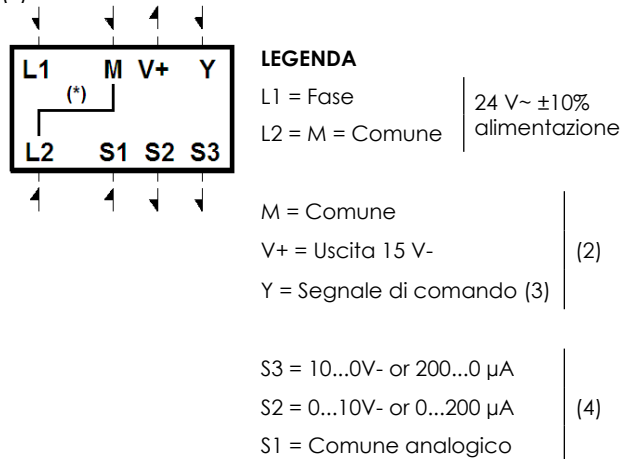 L1 M V+ Y
(*)
L2 S1 S2 S3
LEGENDA
L1 = Fase
L2 = M = Comune
24 V~ ±10%
alimentazione
M = Comune
V+ = Uscita 15 V-
Y = Segnale di comando (3)
(2)
S3 = 10...0V- or 200...0 µA
S2 = 0...10V- or 0...200 µA
S1 = Comune analogico
(4)